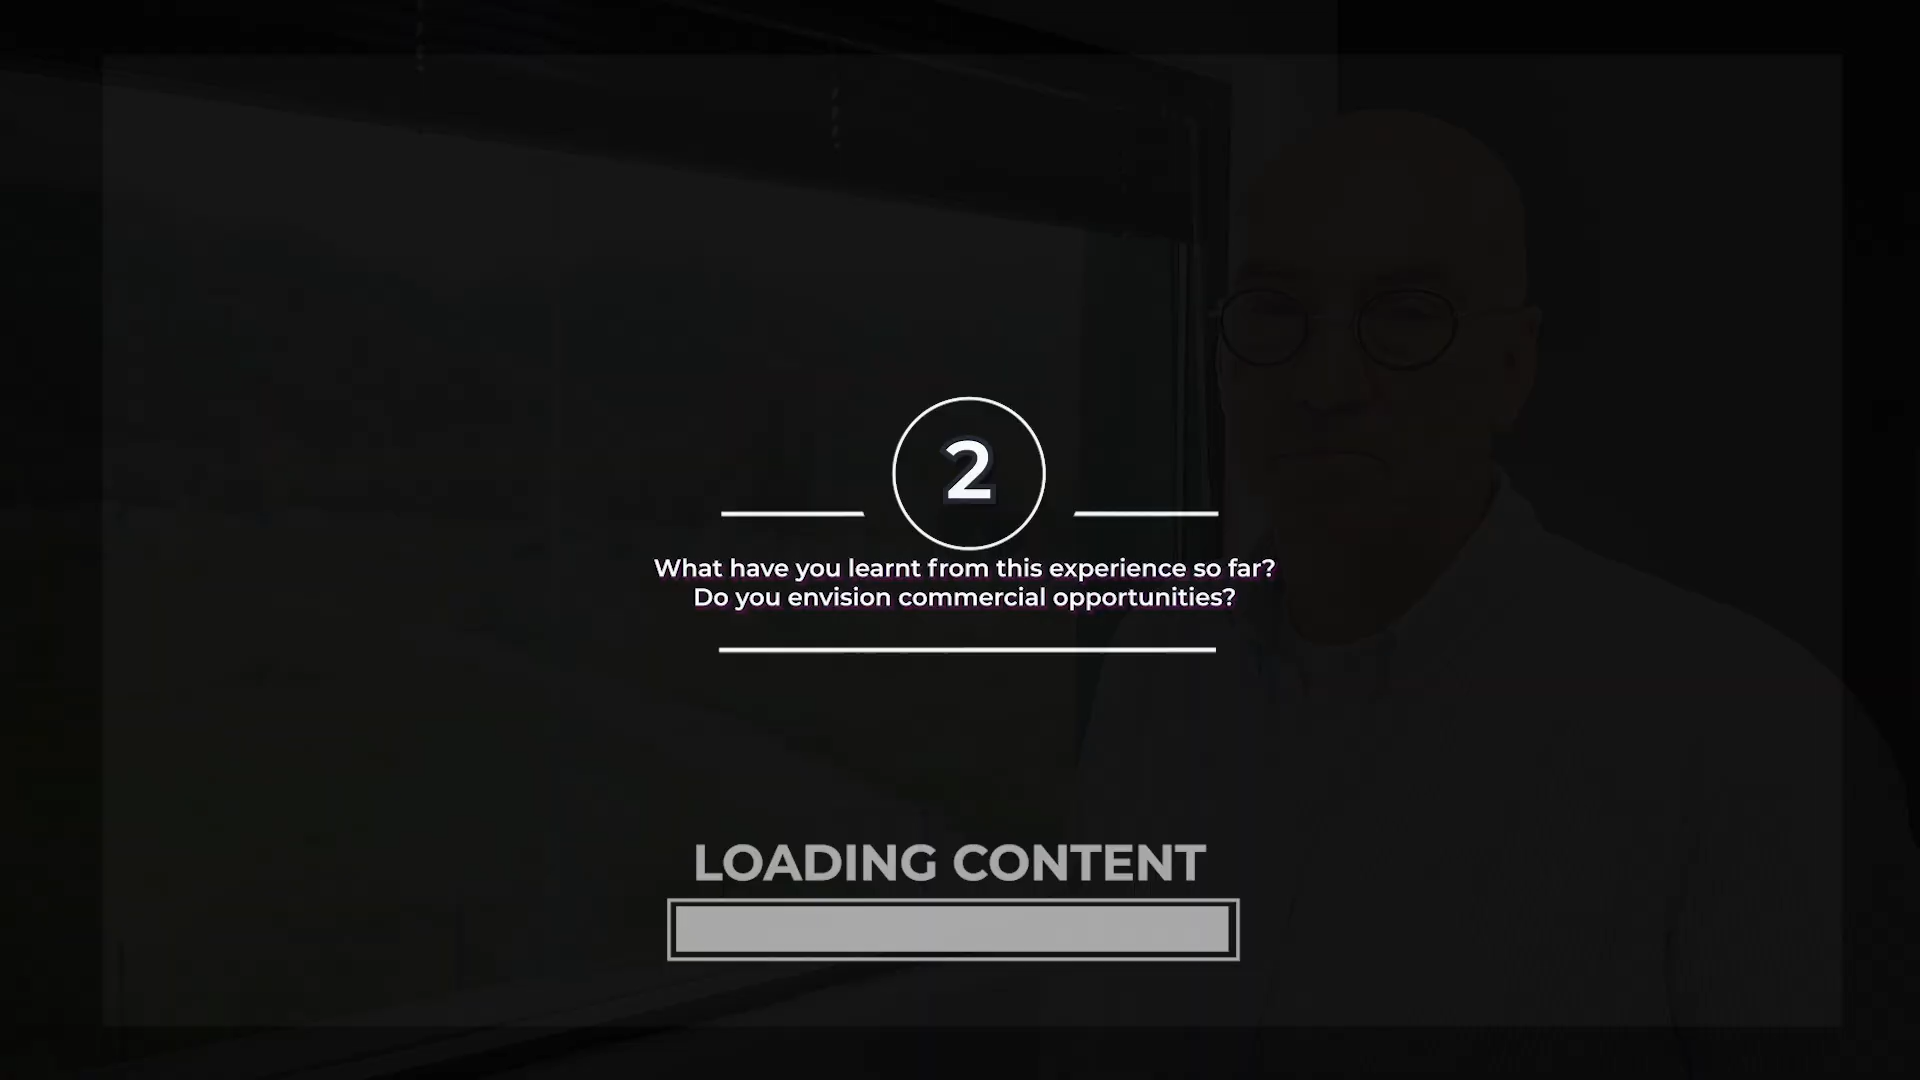 2
What have you learnt from this experience so far?
Do you envision commercial opportunities?
LOADING CONTENT